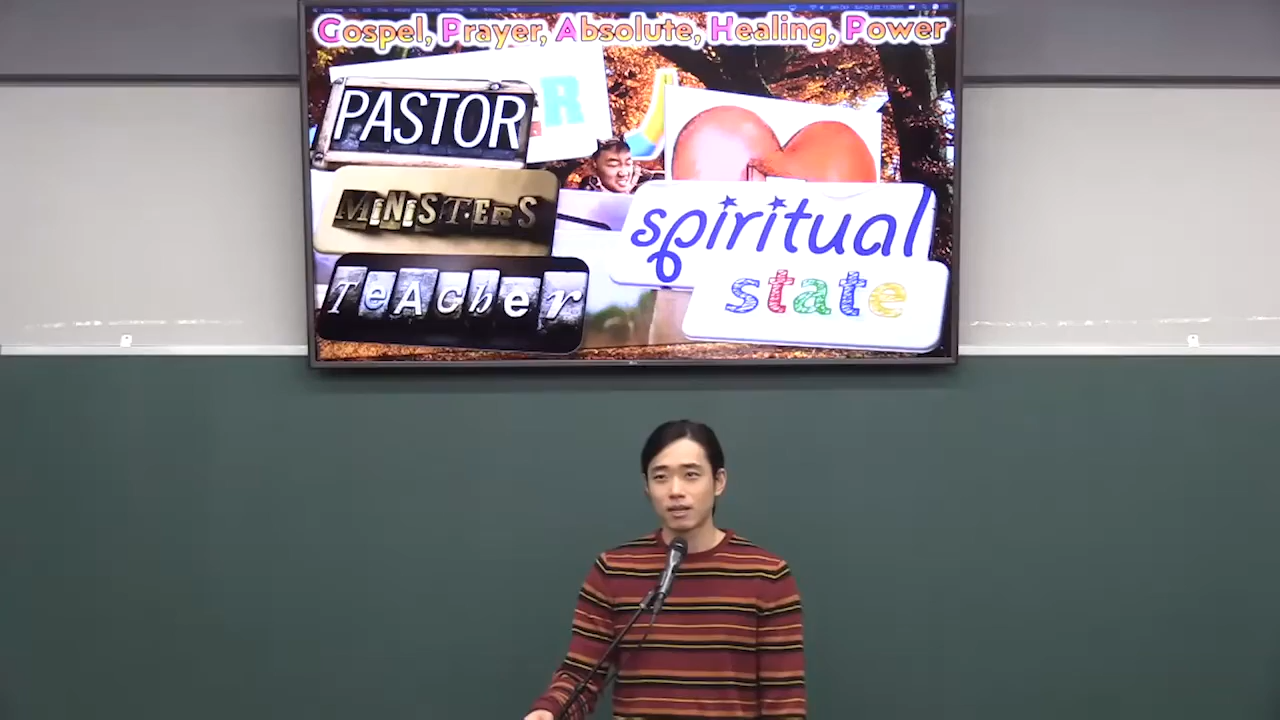 Gospel, Prayer, Absolute, Healing, Power
PASTOR
R
MiNiSTERS
TeAcher
spiritual
state